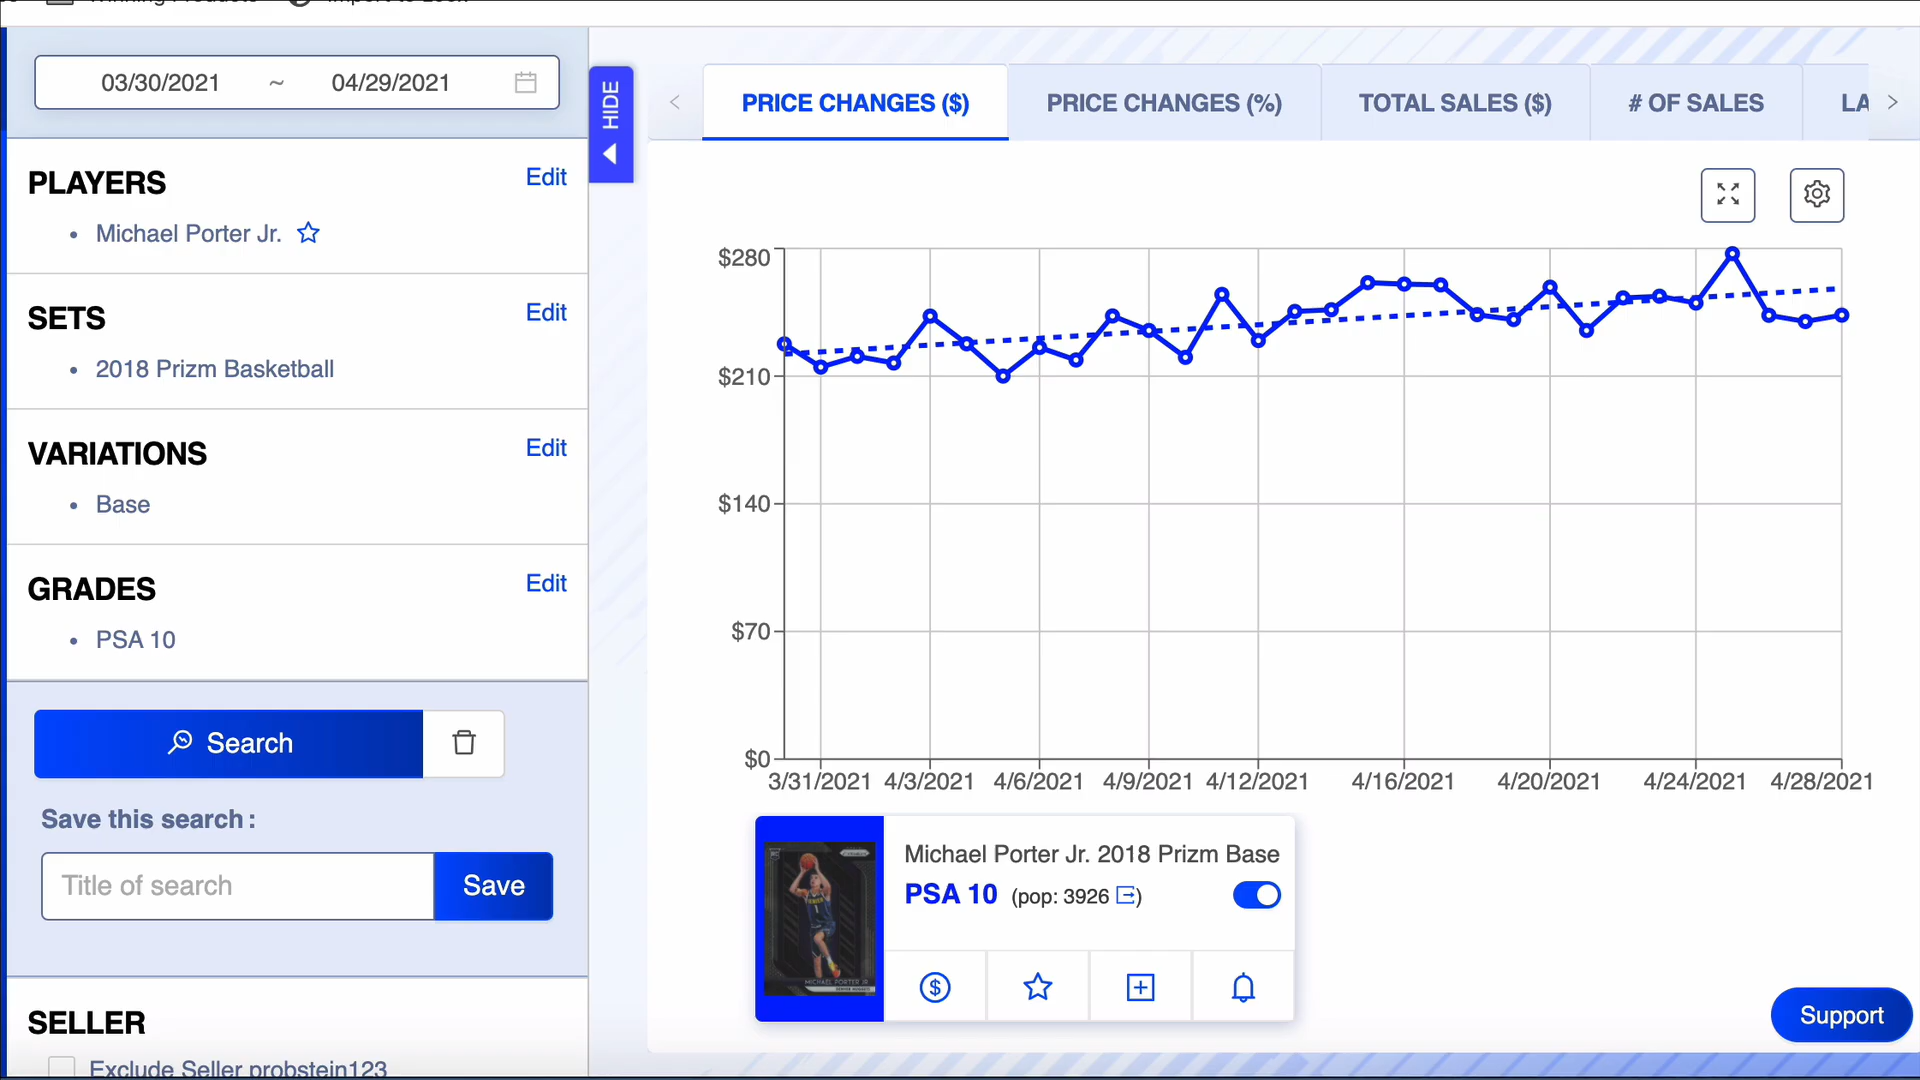 03/30/2021 ~ 04/29/2021
HIDE
PLAYERS Edit
Michael Porter Jr.
SETS Edit
2018 Prizm Basketball
VARIATIONS Edit
Base
GRADES Edit
PSA 10
Search
Save this search :
Title of search
Save
SELLER
Exclude Seller probstein123
PRICE CHANGES ($) PRICE CHANGES (%) TOTAL SALES ($) # OF SALES LA
$280
$210
$140
$70
$0
3/31/2021 4/3/2021 4/6/2021 4/9/2021 4/12/2021 4/16/2021 4/20/2021 4/24/2021 4/28/2021
Michael Porter Jr. 2018 Prizm Base
PSA 10 (pop: 3926)
MICHAEL PORTER JR
Support